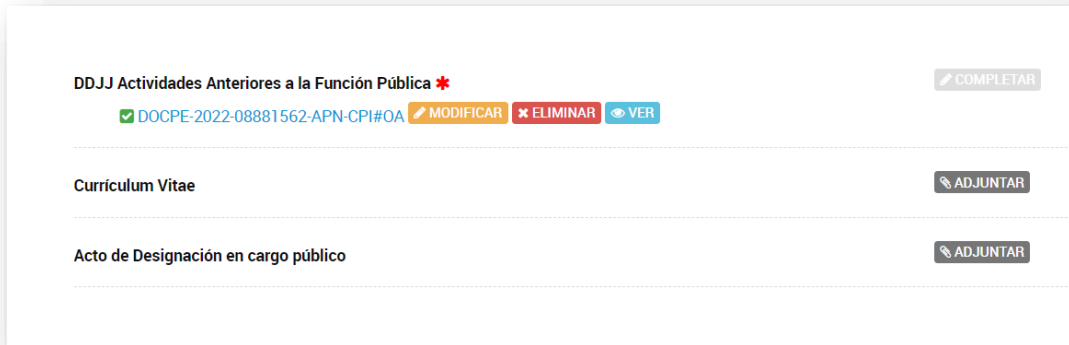 DDJJ Actividades Anteriores a la Función Pública * COMPLETAR
DOCPE-2022-08881562-APN-CPI#OA MODIFICAR ELIMINAR VER
Currículum Vitae ADJUNTAR
Acto de Designación en cargo público ADJUNTAR